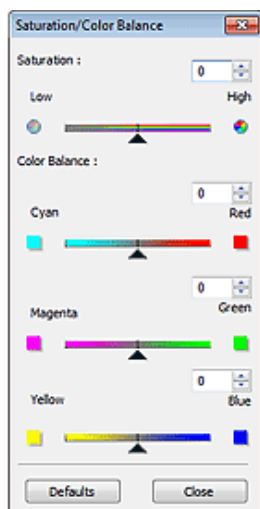 Saturation/Color Balance
Saturation :
0
Low High
Color Balance :
0
Cyan Red
0
Magenta Green
0
Yellow Blue
Defaults Close